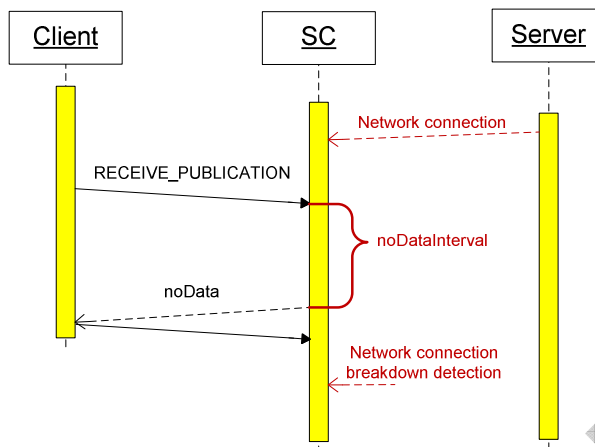 Client
SC
Server
Network connection
RECEIVE_PUBLICATION
noDataInterval
noData
Network connection
breakdown detection